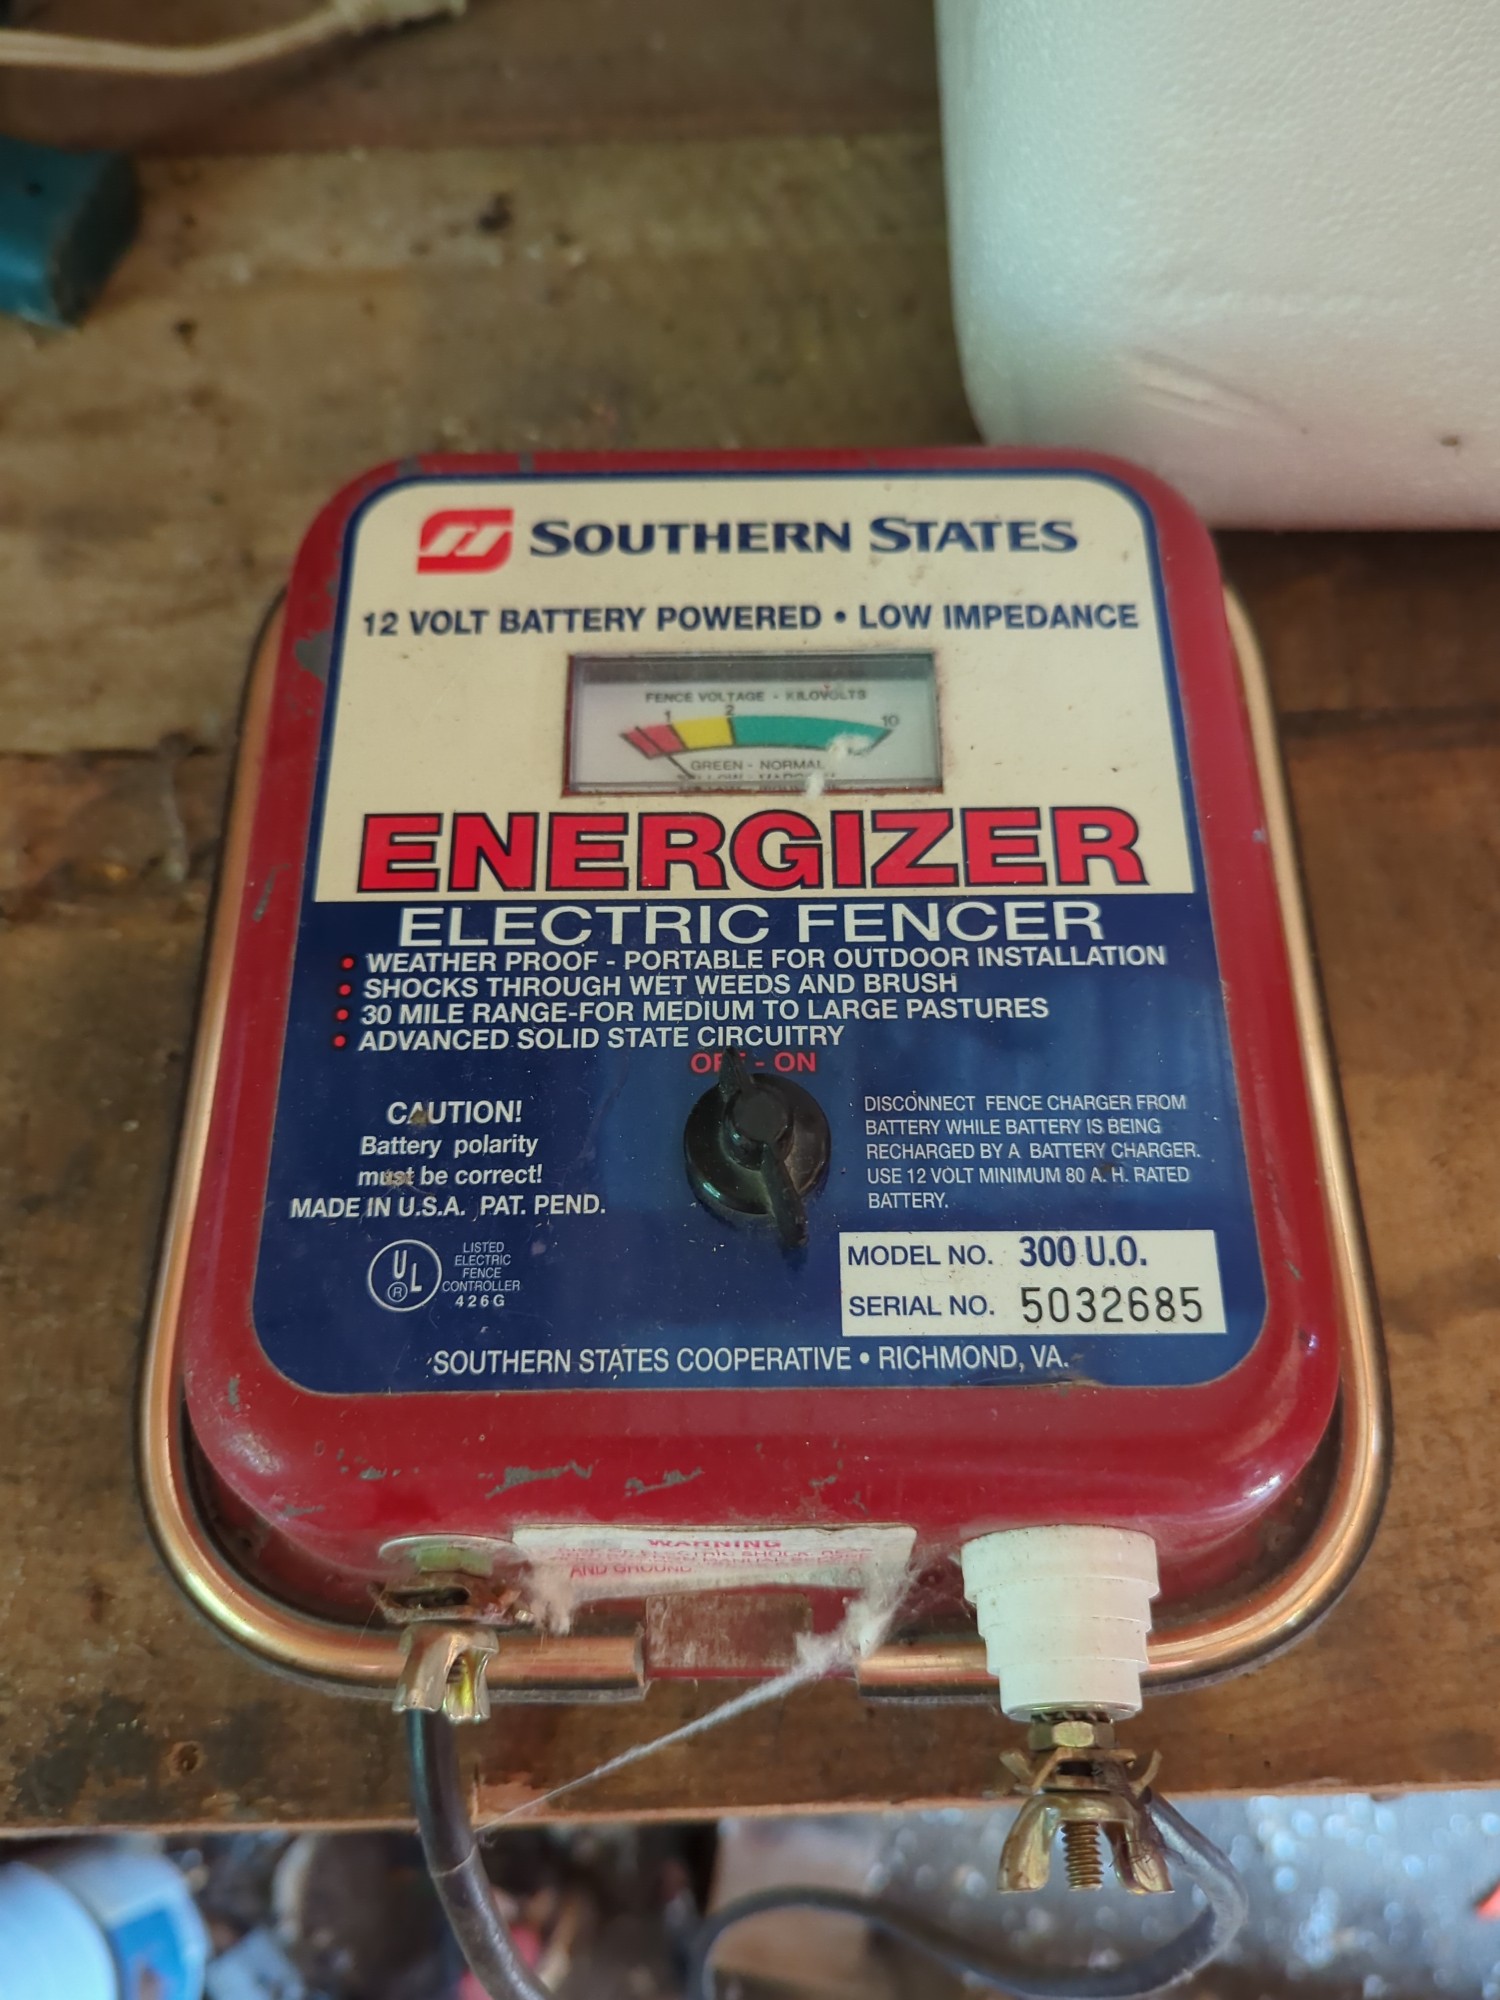 SOUTHERN STATES
12 VOLT BATTERY POWERED • LOW IMPEDANCE
FENCE VOLTAGE - KILOVOLTS
1 2 10
GREEN - NORMAL
ENERGIZER
ELECTRIC FENCER
• WEATHER PROOF - PORTABLE FOR OUTDOOR INSTALLATION
• SHOCKS THROUGH WET WEEDS AND BRUSH
• 30 MILE RANGE-FOR MEDIUM TO LARGE PASTURES
• ADVANCED SOLID STATE CIRCUITRY
OFF - ON
CAUTION!
Battery polarity
must be correct!
MADE IN U.S.A. PAT. PEND.
UL
®
LISTED
ELECTRIC
FENCE
CONTROLLER
426G
DISCONNECT FENCE CHARGER FROM
BATTERY WHILE BATTERY IS BEING
RECHARGED BY A BATTERY CHARGER.
USE 12 VOLT MINIMUM 80 A. H. RATED
BATTERY.
MODEL NO. 300 U.O.
SERIAL NO. 5032685
SOUTHERN STATES COOPERATIVE • RICHMOND, VA.
WARNING
ELECTRIC SHOCK
AND GROUND